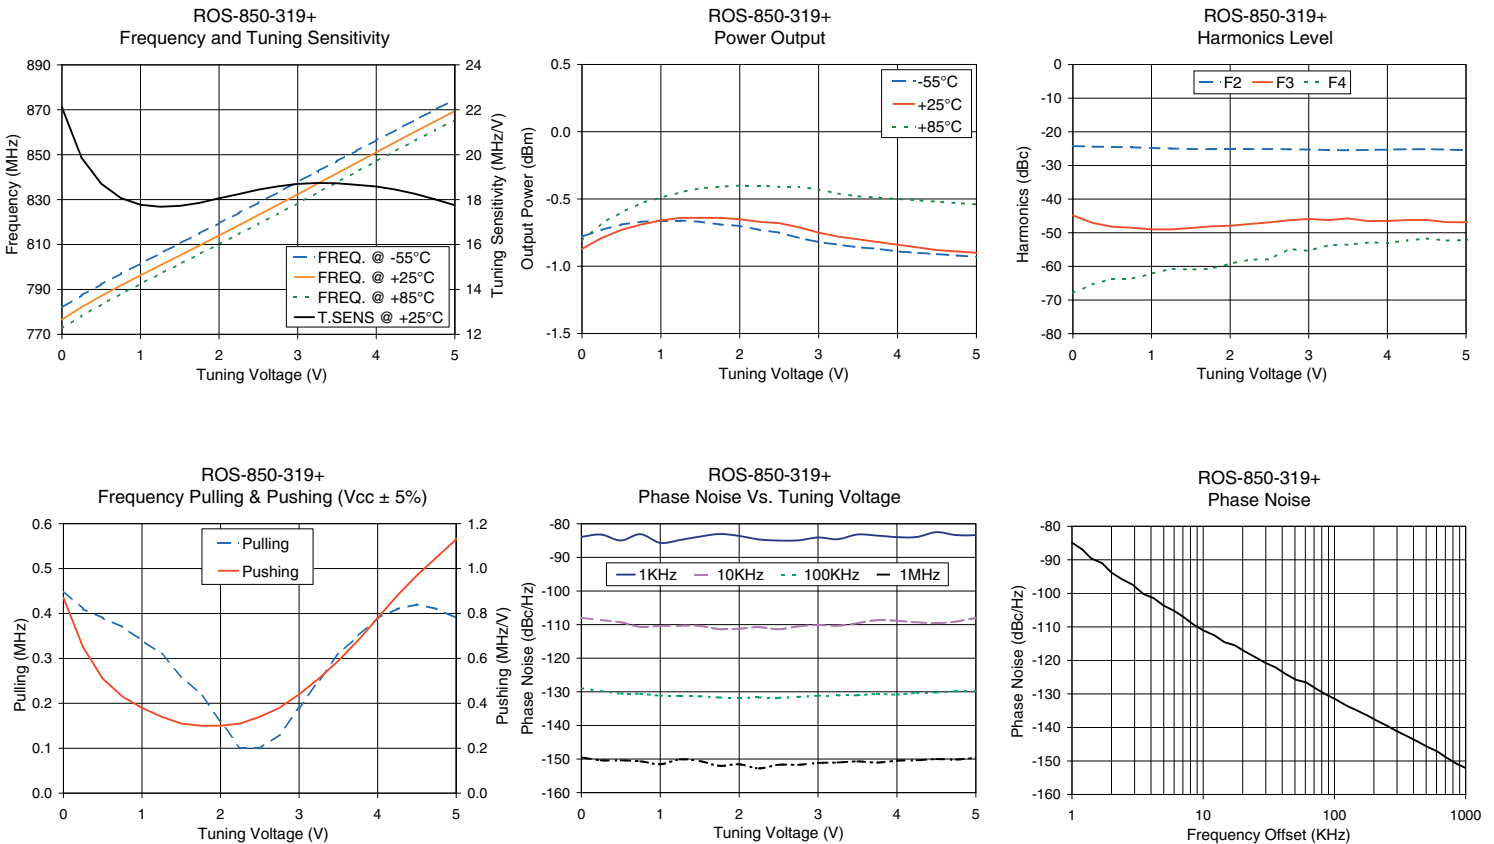 ROS-850-319+
Frequency and Tuning Sensitivity
890
870
850
830
810
790
770
24
22
20
18
16
14
12
0 1 2 3 4 5
Frequency (MHz)
Tuning Sensitivity (MHz/V)
Tuning Voltage (V)
FREQ. @ -55°C
FREQ. @ +25°C
FREQ. @ +85°C
T.SENS @ +25°C
ROS-850-319+
Power Output
0.5
0.0
-0.5
-1.0
-1.5
0 1 2 3 4 5
Output Power (dBm)
Tuning Voltage (V)
-55°C
+25°C
+85°C
ROS-850-319+
Harmonics Level
0
-10
-20
-30
-40
-50
-60
-70
-80
0 1 2 3 4 5
Harmonics (dBc)
Tuning Voltage (V)
F2 F3 F4
ROS-850-319+
Frequency Pulling & Pushing (Vcc ± 5%)
0.6
0.5
0.4
0.3
0.2
0.1
0.0
1.2
1.0
0.8
0.6
0.4
0.2
0.0
0 1 2 3 4 5
Pulling (MHz)
Pushing (MHz/V)
Tuning Voltage (V)
Pulling
Pushing
ROS-850-319+
Phase Noise Vs. Tuning Voltage
-80
-90
-100
-110
-120
-130
-140
-150
-160
0 1 2 3 4 5
Phase Noise (dBc/Hz)
Tuning Voltage (V)
1KHz 10KHz 100KHz 1MHz
ROS-850-319+
Phase Noise
-80
-90
-100
-110
-120
-130
-140
-150
-160
1 10 100 1000
Phase Noise (dBc/Hz)
Frequency Offset (KHz)